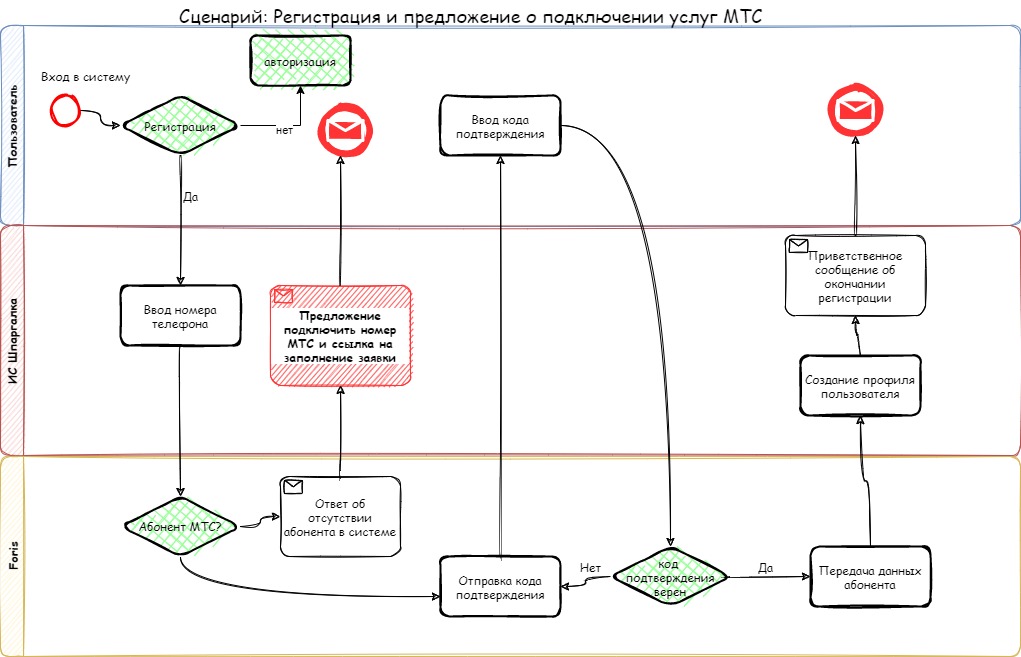 Сценарий: Регистрация и предложение о подключении услуг МТС
Пользователь
Вход в систему
Регистрация
нет
авторизация
Да
Ввод кода
подтверждения
ИС Шпаргалка
Ввод номера
телефона
Предложение
подключить номер
МТС и ссылка на
заполнение заявки
Приветственное
сообщение об
окончании
регистрации
Создание профиля
пользователя
Foris
Абонент МТС?
Ответ об
отсутствии
абонента в системе
Отправка кода
подтверждения
Нет
код
подтверждения
верен
Да
Передача данных
абонента